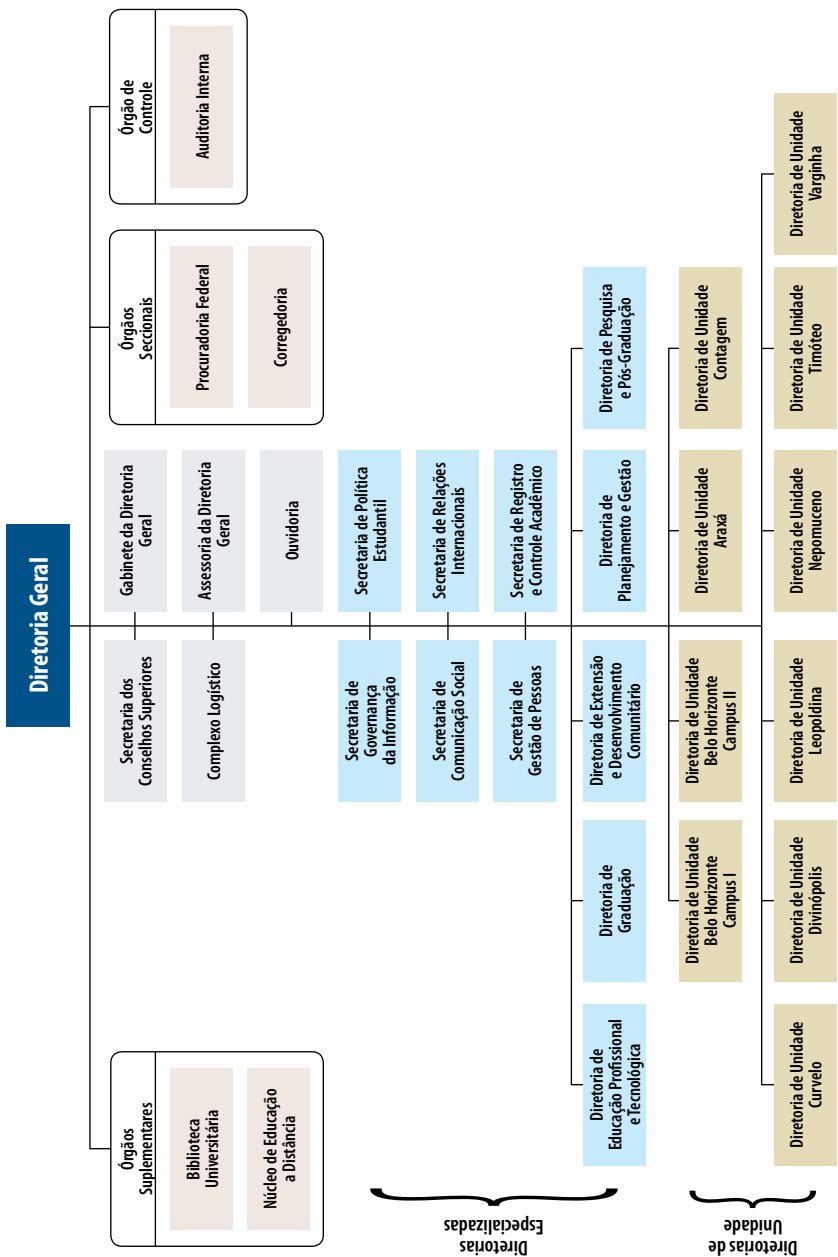 Diretoria Geral
Órgãos
Suplementares
Biblioteca
Universitária
Núcleo de Educação
a Distância
Secretaria dos
Conselhos Superiores
Gabinete da Diretoria
Geral
Complexo Logístico
Assessoria da Diretoria
Geral
Ouvidoria
Órgãos
Seccionais
Procuradoria Federal
Corregedoria
Órgão de
Controle
Auditoria Interna
Diretorias
Especializadas
Secretaria de
Governança
da Informação
Secretaria de Política
Estudantil
Secretaria de
Comunicação Social
Secretaria de Relações
Internacionais
Secretaria de
Gestão de Pessoas
Secretaria de Registro
e Controle Acadêmico
Diretoria de
Educação Profissional
e Tecnológica
Diretoria de
Graduação
Diretoria de Extensão
e Desenvolvimento
Comunitário
Diretoria de
Planejamento e Gestão
Diretoria de Pesquisa
e Pós-Graduação
Diretorias de
Unidade
Diretoria de Unidade
Belo Horizonte
Campus I
Diretoria de Unidade
Belo Horizonte
Campus II
Diretoria de Unidade
Araxá
Diretoria de Unidade
Contagem
Diretoria de Unidade
Curvelo
Diretoria de Unidade
Divinópolis
Diretoria de Unidade
Leopoldina
Diretoria de Unidade
Nepomuceno
Diretoria de Unidade
Timóteo
Diretoria de Unidade
Varginha